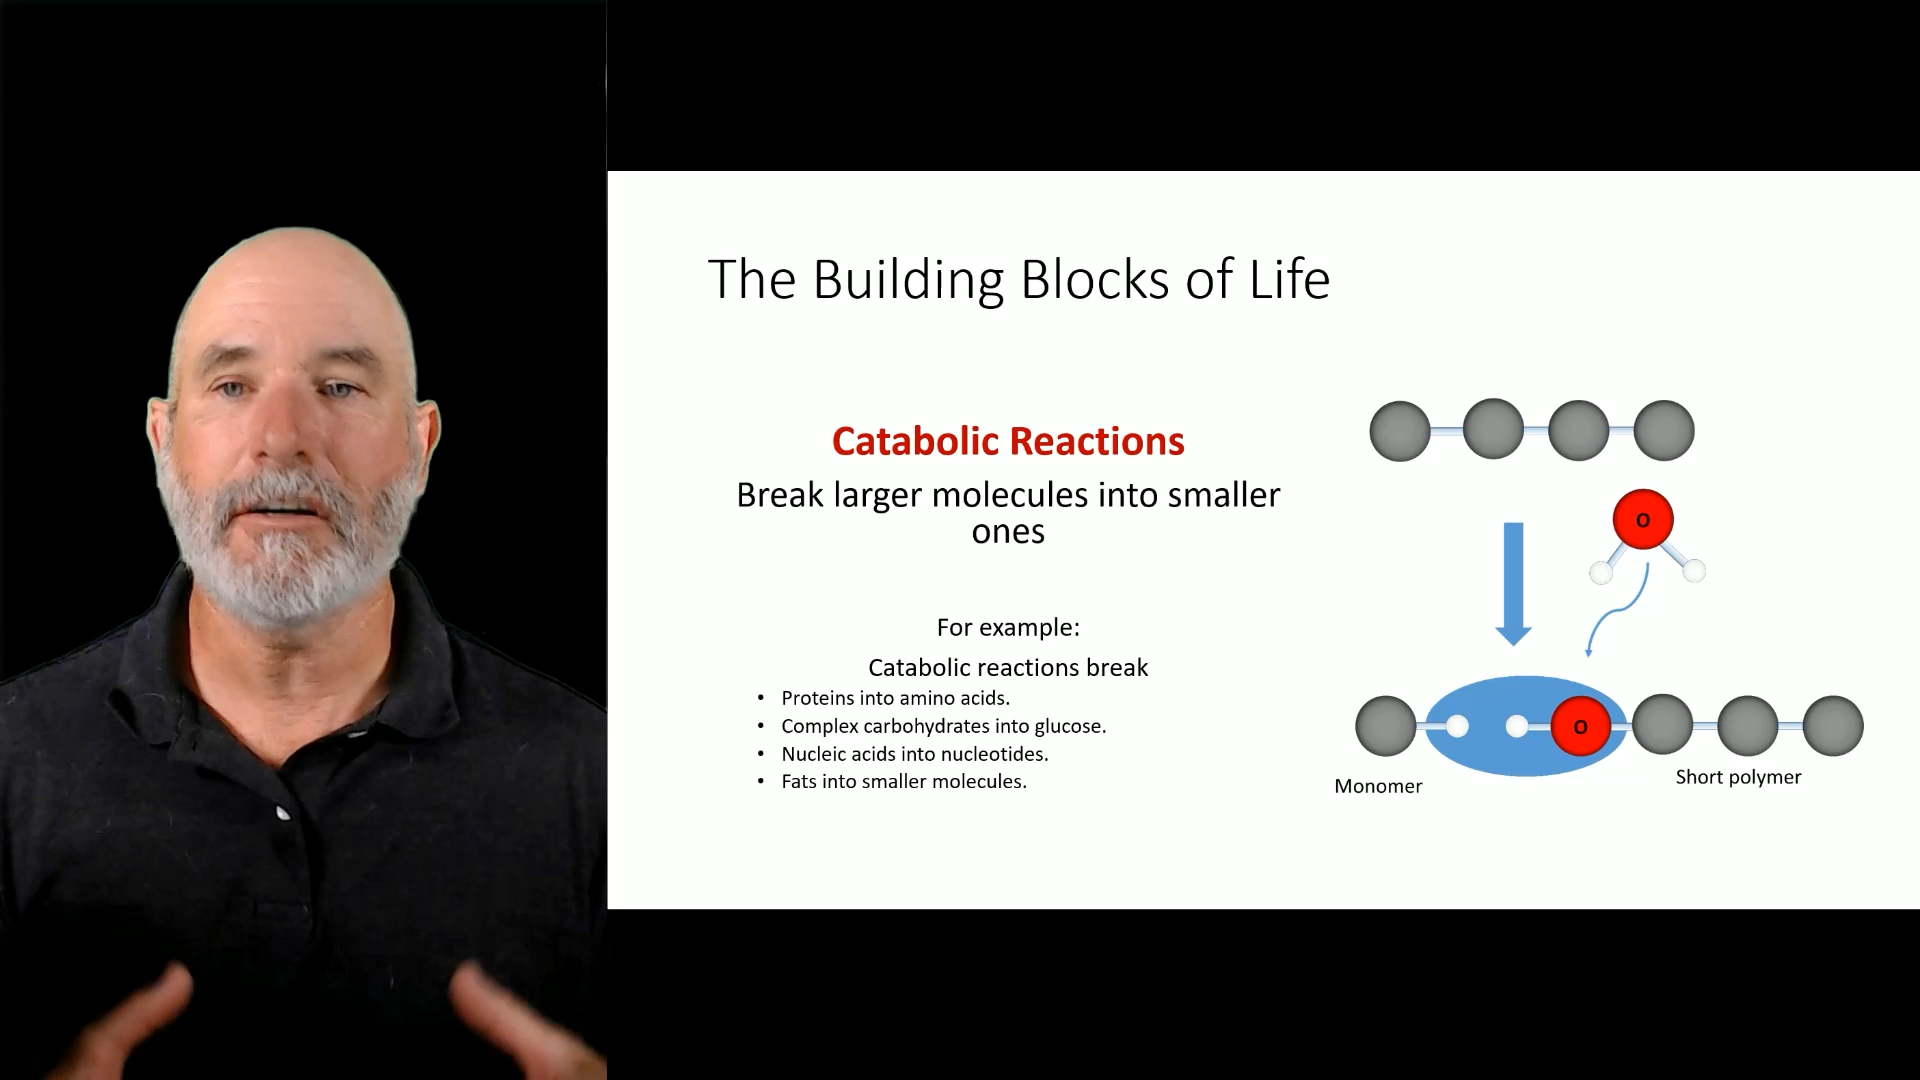 The Building Blocks of Life
Catabolic Reactions
Break larger molecules into smaller
ones
For example:
Catabolic reactions break
• Proteins into amino acids.
• Complex carbohydrates into glucose.
• Nucleic acids into nucleotides.
• Fats into smaller molecules.
O
O
Monomer
Short polymer